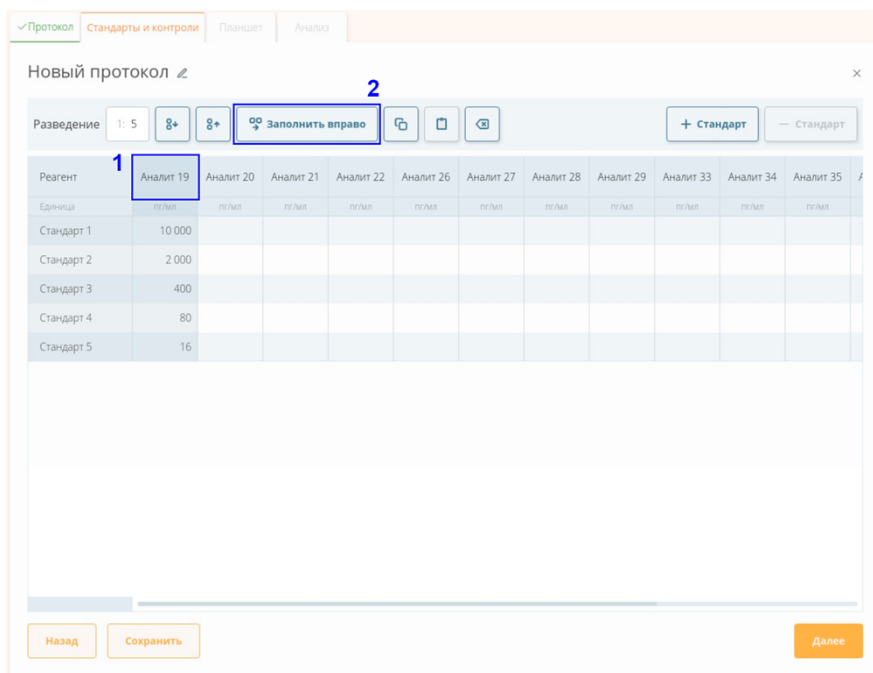 Протокол Стандарты и контроли Планшет Анализ
Новый протокол
2
Разведение 1: 5 Заполнить вправо + Стандарт — Стандарт
1
Реагент Аналит 19 Аналит 20 Аналит 21 Аналит 22 Аналит 26 Аналит 27 Аналит 28 Аналит 29 Аналит 33 Аналит 34 Аналит 35
Единица пг/мл пг/мл пг/мл пг/мл пг/мл пг/мл пг/мл пг/мл пг/мл пг/мл пг/мл
Стандарт 1 10 000
Стандарт 2 2 000
Стандарт 3 400
Стандарт 4 80
Стандарт 5 16
Назад Сохранить Далее